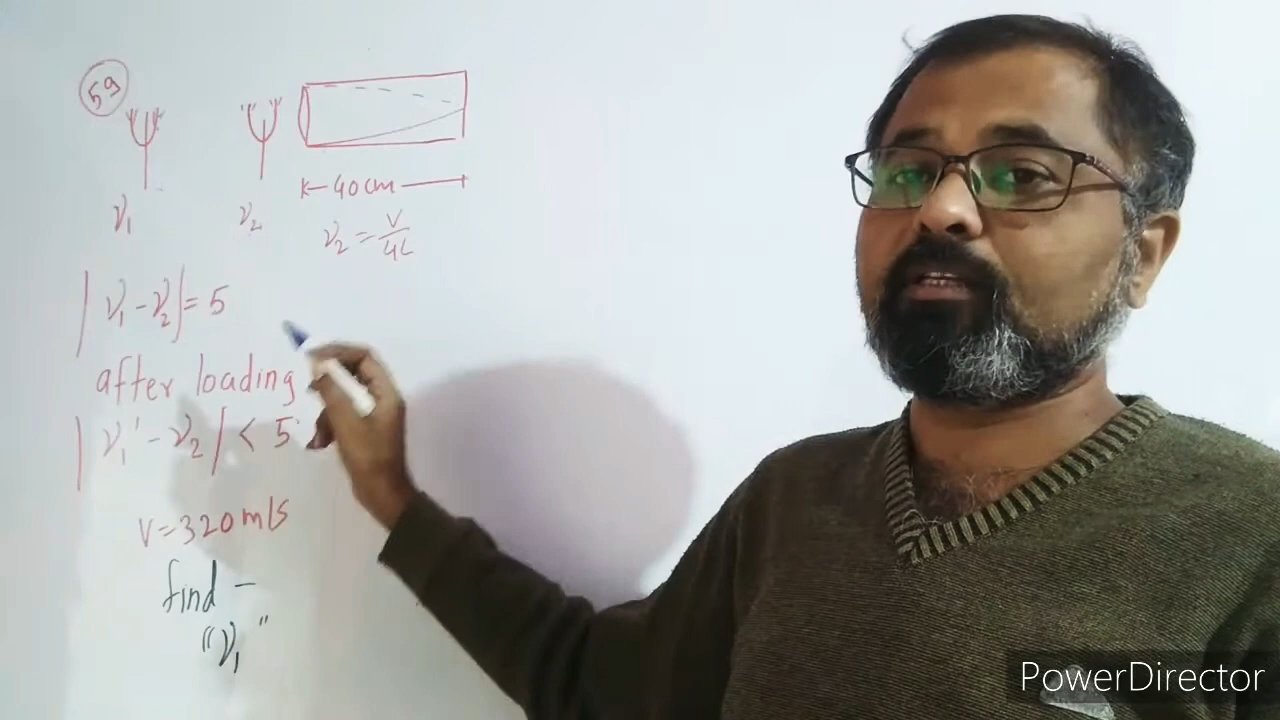 59
ν₁ ν₂
40cm
ν₂ = V/4L
|ν₁ - ν₂| = 5
after loading
|ν₁' - ν₂| < 5
V = 320 m/s
find -
"ν₁"
PowerDirector